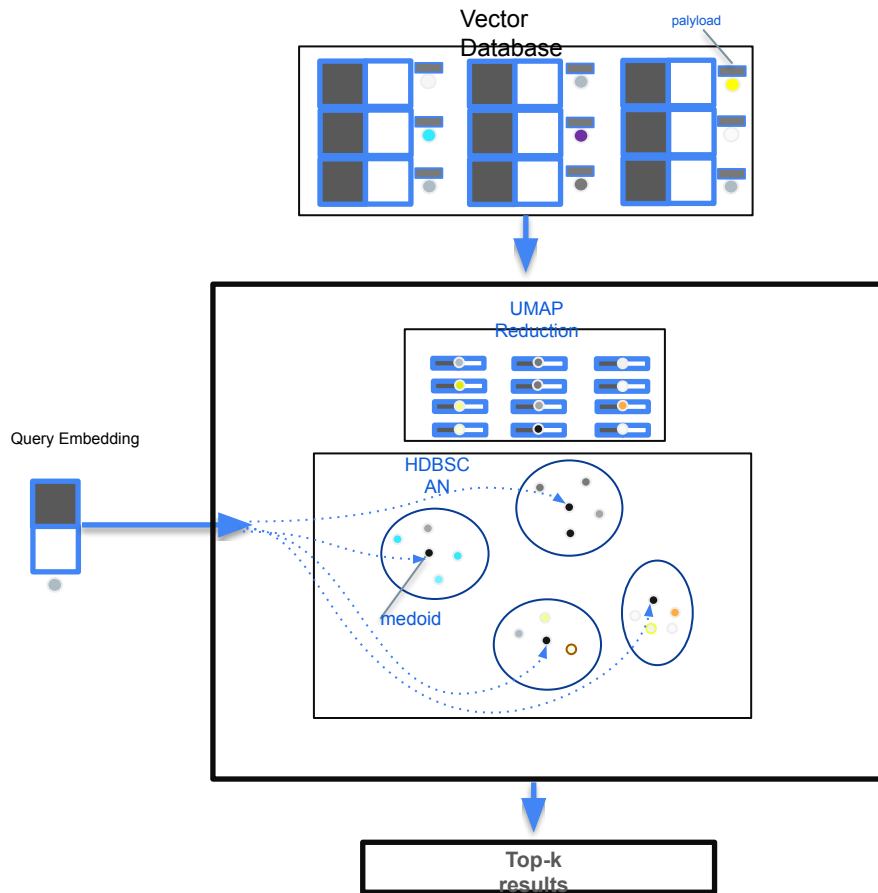 Vector
Database
palyload
UMAP
Reduction
Query Embedding
HDBSC
AN
medoid
Top-k
results